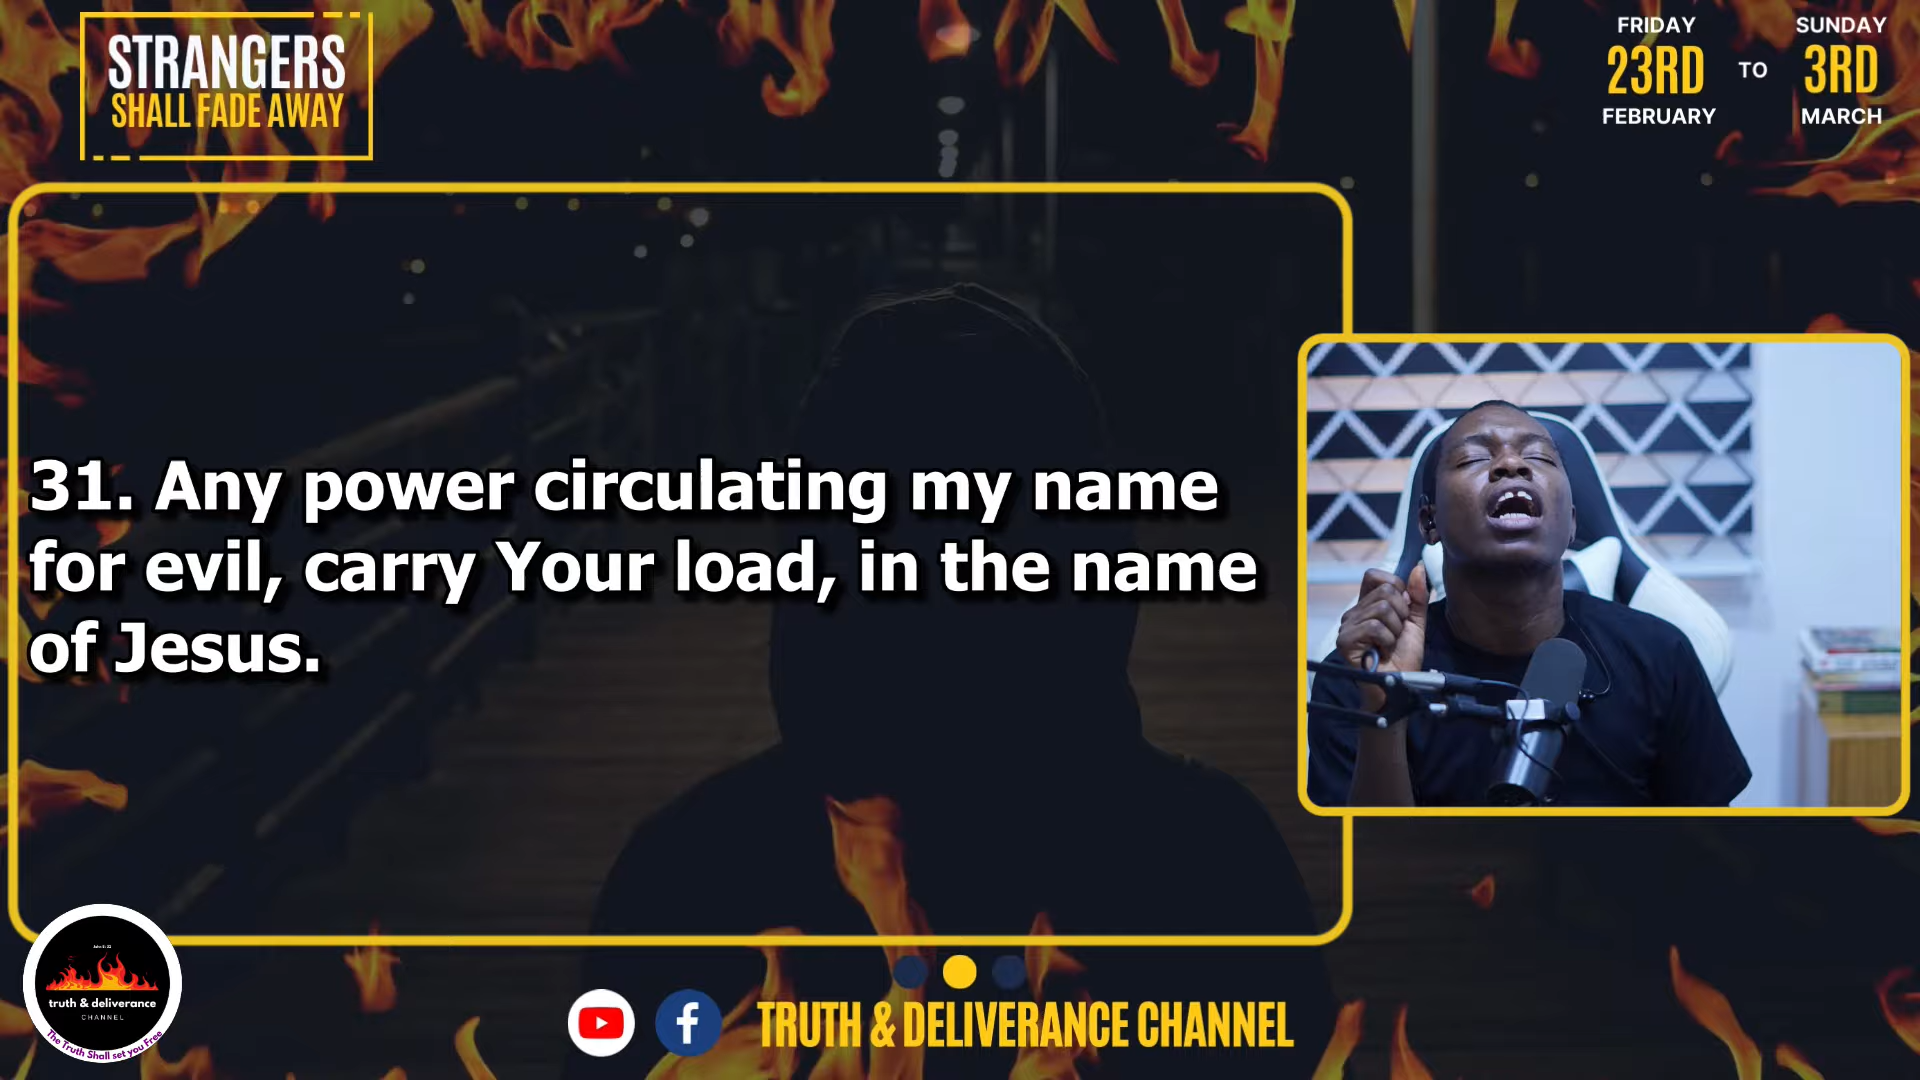 STRANGERS
SHALL FADE AWAY
FRIDAY
23RD
FEBRUARY
TO
SUNDAY
3RD
MARCH
31. Any power circulating my name
for evil, carry Your load, in the name
of Jesus.
truth & deliverance
CHANNEL
The Truth Shall set you Free
TRUTH & DELIVERANCE CHANNEL